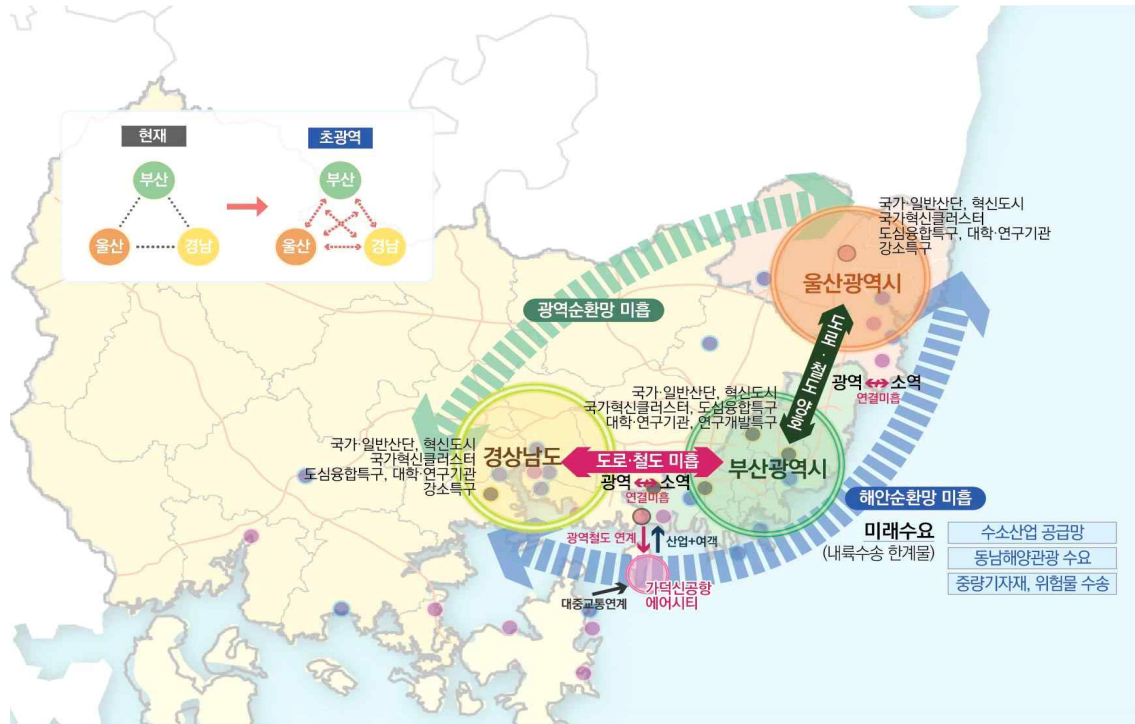 현재
초광역
부산
울산
경남
부산
울산
경남
광역순환망 미흡
국가·일반산단, 혁신도시
국가혁신클러스터
도심융합특구, 대학·연구기관
강소특구
울산광역시
도로·철도 양호
광역 소역
연결미흡
국가·일반산단, 혁신도시
국가혁신클러스터, 도심융합특구
대학·연구기관, 연구개발특구
국가·일반산단, 혁신도시
국가혁신클러스터
도심융합특구, 대학·연구기관
강소특구
경상남도
도로·철도 미흡
부산광역시
광역 소역
연결미흡
광역철도 연계
산업+여객
대중교통연계
가덕신공항
에어시티
해안순환망 미흡
미래수요
(내륙수송 한계물)
수소산업 공급망
동남해양관광 수요
중량기자재, 위험물 수송